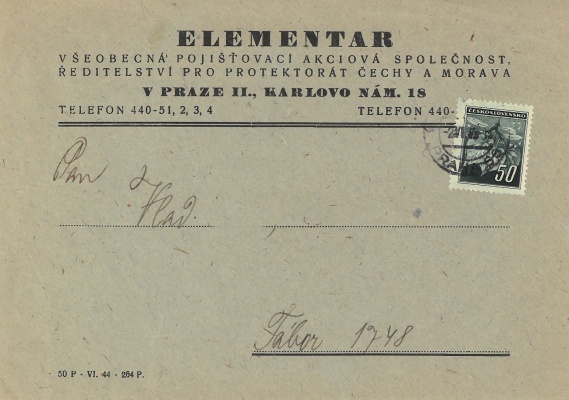 ELEMENTAR
VŠEOBECNÁ POJIŠŤOVACÍ AKCIOVÁ SPOLEČNOST,
ŘEDITELSTVÍ PRO PROTEKTORÁT ČECHY A MORAVA
V PRAZE II., KARLOVO NÁM. 18
TELEFON 440-51, 2, 3, 4 TELEFON 440-
ČESKOSLOVENSKO
50
Pan
Vlad.
Tábor 1748
50 P - VI. 44 - 264 P.